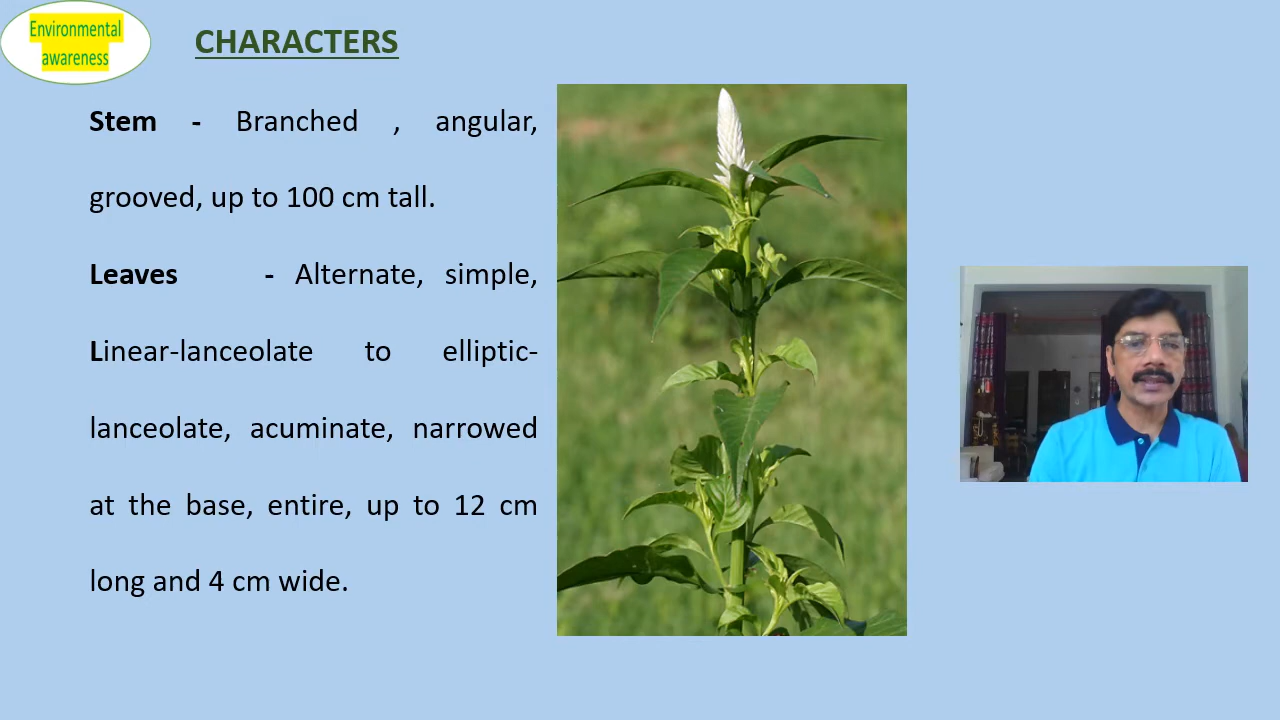 Environmental
awareness
CHARACTERS
Stem - Branched , angular,
grooved, up to 100 cm tall.
Leaves - Alternate, simple,
Linear-lanceolate to elliptic-
lanceolate, acuminate, narrowed
at the base, entire, up to 12 cm
long and 4 cm wide.